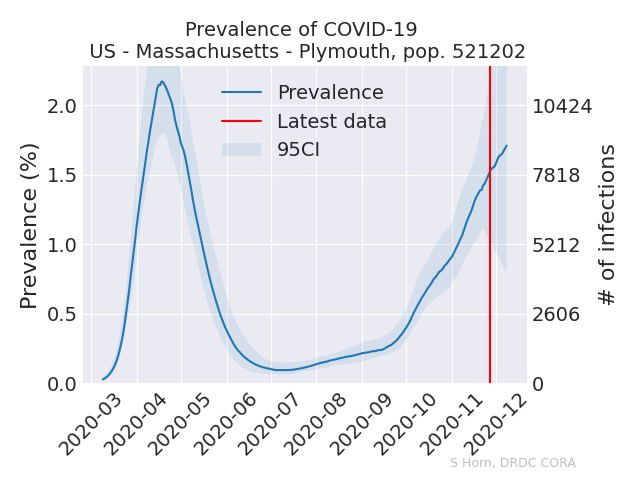 Prevalence of COVID-19
US - Massachusetts - Plymouth, pop. 521202
Prevalence
Latest data
95CI
Prevalence (%)
2.0
1.5
1.0
0.5
0.0
10424
7818
5212
2606
0
# of infections
2020-03
2020-04
2020-05
2020-06
2020-07
2020-08
2020-09
2020-10
2020-11
2020-12
S Horn, DRDC CORA